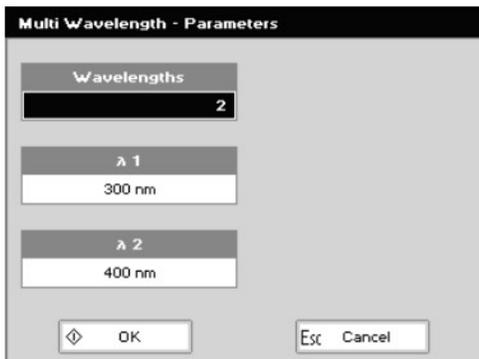 Multi Wavelength - Parameters
Wavelengths
2
λ 1
300 nm
λ 2
400 nm
OK
Esc Cancel